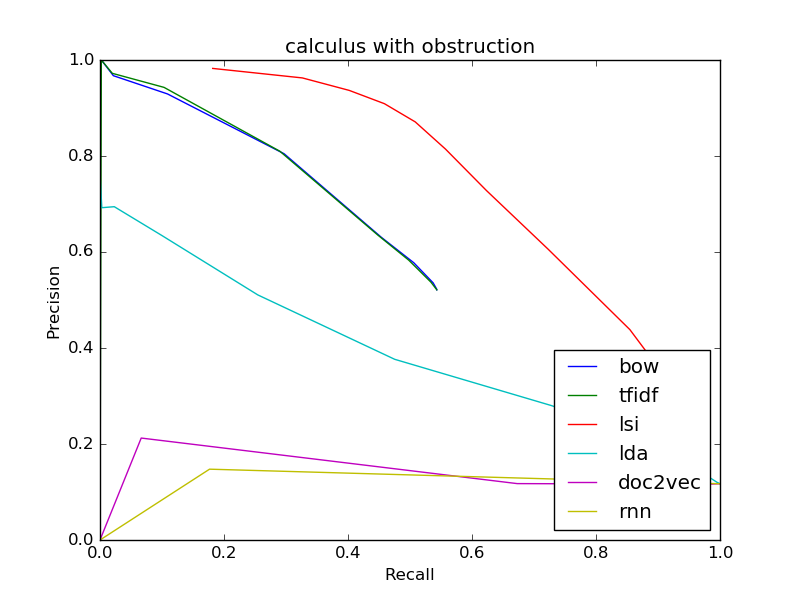 calculus with obstruction
1.0
0.8
0.6
0.4
0.2
0.0
Precision
bow
tfidf
lsi
lda
doc2vec
rnn
0.0 0.2 0.4 0.6 0.8 1.0
Recall